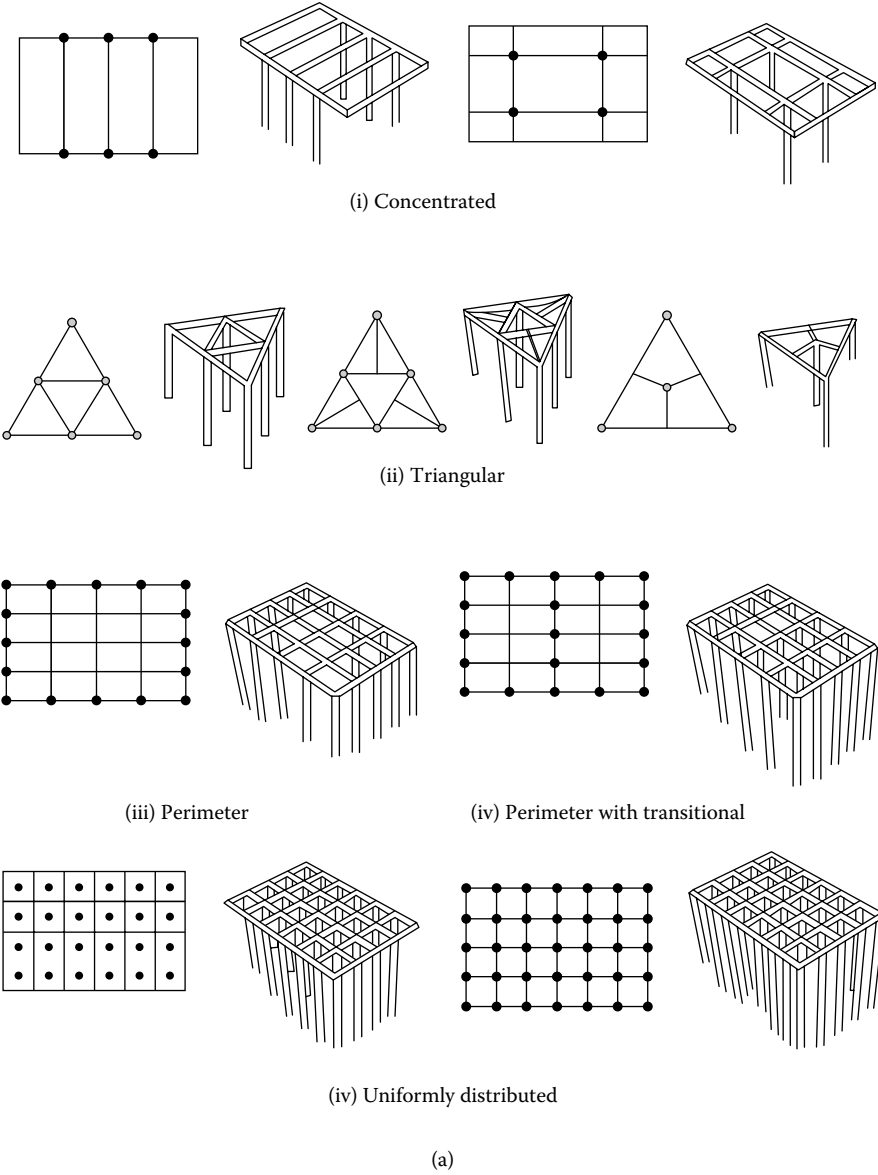 (i) Concentrated
(ii) Triangular
(iii) Perimeter
(iv) Perimeter with transitional
(iv) Uniformly distributed
(a)